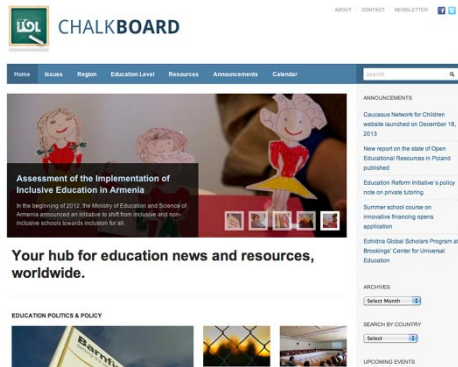 ABOUT
CONTACT
NEWSLETTER
LOL
CHALKBOARD
Home
Issues
Region
Education Level
Resources
Announcements
Calendar
SEARCH
ANNOUNCEMENTS
Caucasus Network for Children
website launched on December 18,
2013
New report on the state of Open
Educational Resources in Poland
published
Education Reform Initiative's policy
note on private tutoring
Summer school course on
innovative financing opens
application
Echidna Global Scholars Program at
Brookings' Center for Universal
Education
Assessment of the Implementation of
Inclusive Education in Armenia
In the beginning of 2012, the Ministry of Education and Science of
Armenia announced an initiative to shift from inclusive and non-
inclusive schools towards inclusion for all.
Your hub for education news and resources,
worldwide.
ARCHIVES
Select Month
SEARCH BY COUNTRY
Select
UPCOMING EVENTS
EDUCATION POLITICS & POLICY
Barnfi